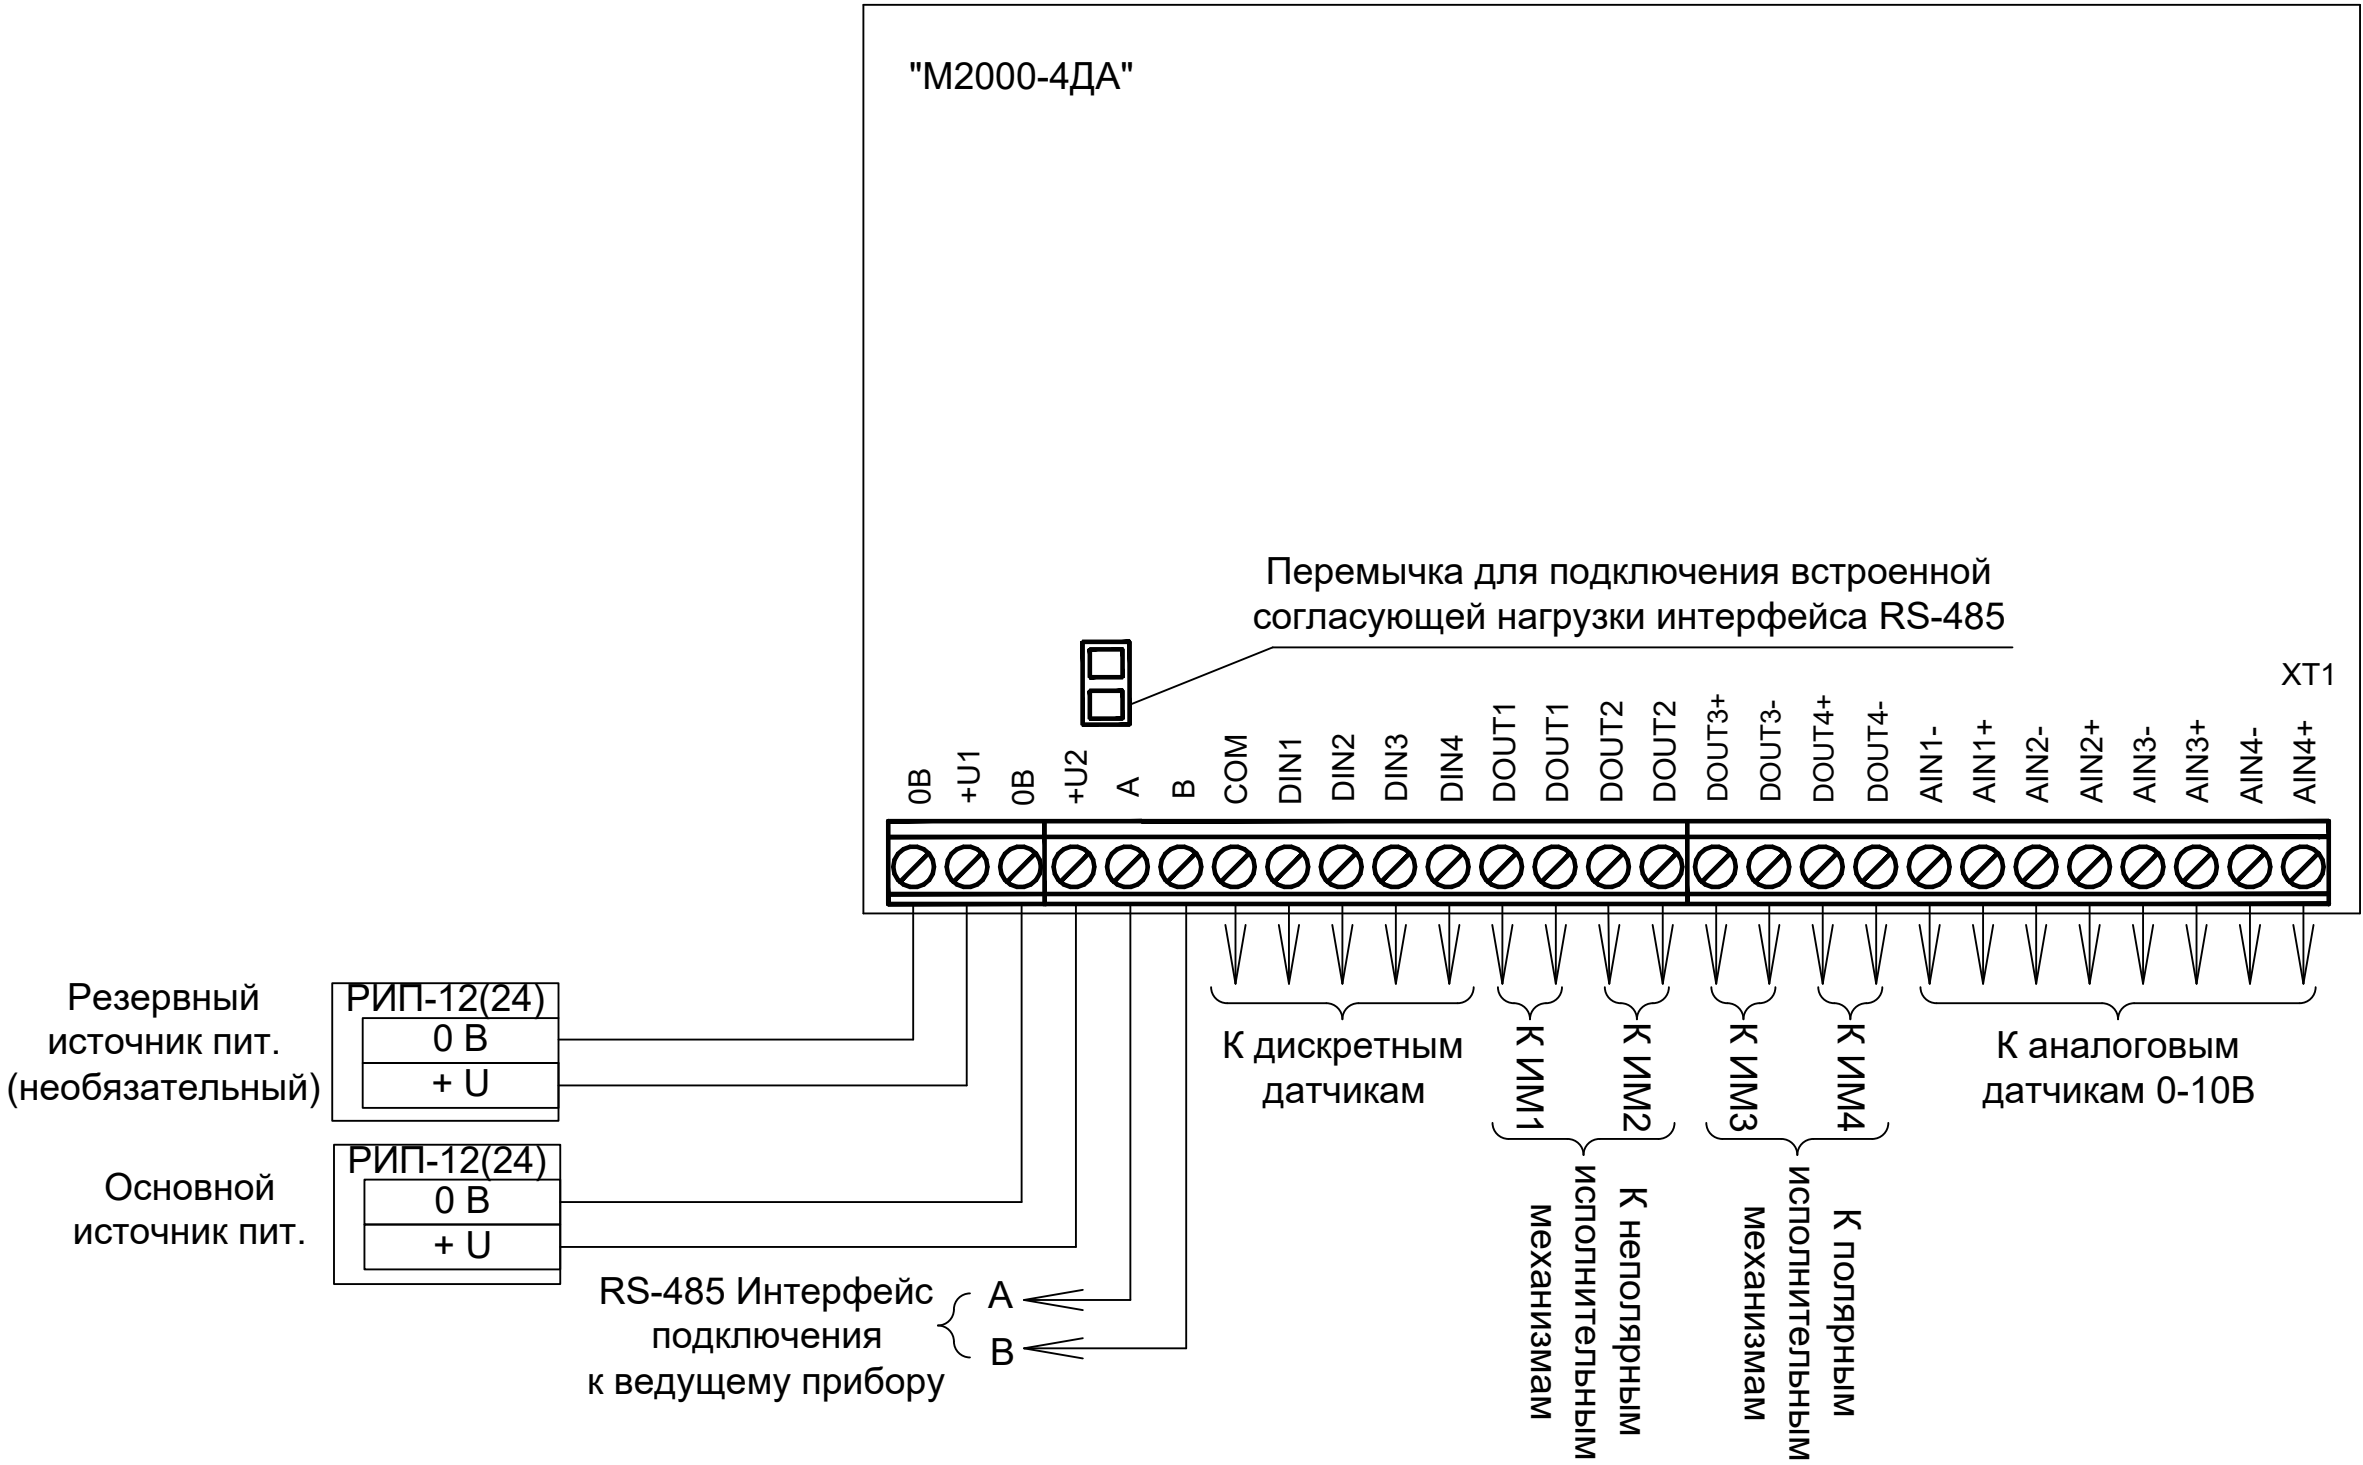 "М2000-4ДА"
Перемычка для подключения встроенной
согласующей нагрузки интерфейса RS-485
XT1
0В
+U1
0В
+U2
A
B
COM
DIN1
DIN2
DIN3
DIN4
DOUT1
DOUT1
DOUT2
DOUT2
DOUT3+
DOUT3-
DOUT4+
DOUT4-
AIN1-
AIN1+
AIN2-
AIN2+
AIN3-
AIN3+
AIN4-
AIN4+
Резервный
источник пит.
(необязательный)
РИП-12(24)
0 В
+ U
Основной
источник пит.
РИП-12(24)
0 В
+ U
RS-485 Интерфейс
подключения
к ведущему прибору
A
B
К дискретным
датчикам
К ИМ1
К ИМ2
К неполярным
исполнительным
механизмам
К ИМ3
К ИМ4
К полярным
исполнительным
механизмам
К аналоговым
датчикам 0-10В